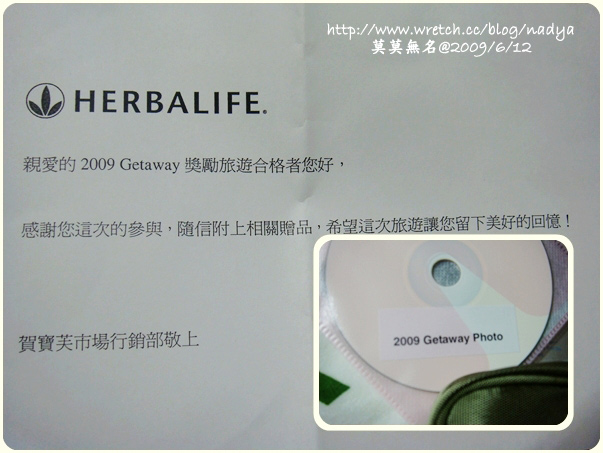 http://www.wretch.cc/blog/nadya
莫莫無名@2009/6/12
HERBALIFE®
親愛的 2009 Getaway 獎勵旅遊合格者您好，
感謝您這次的參與，隨信附上相關贈品，希望這次旅遊讓您留下美好的回憶！
賀寶芙市場行銷部敬上
2009 Getaway Photo